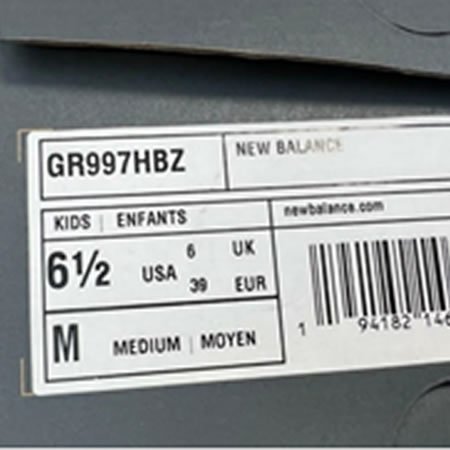 GR997HBZ
NEW BALANCE
KIDS | ENFANTS
newbalance.com
6½ USA 6 UK
39 EUR
M MEDIUM | MOYEN
1 94182 146